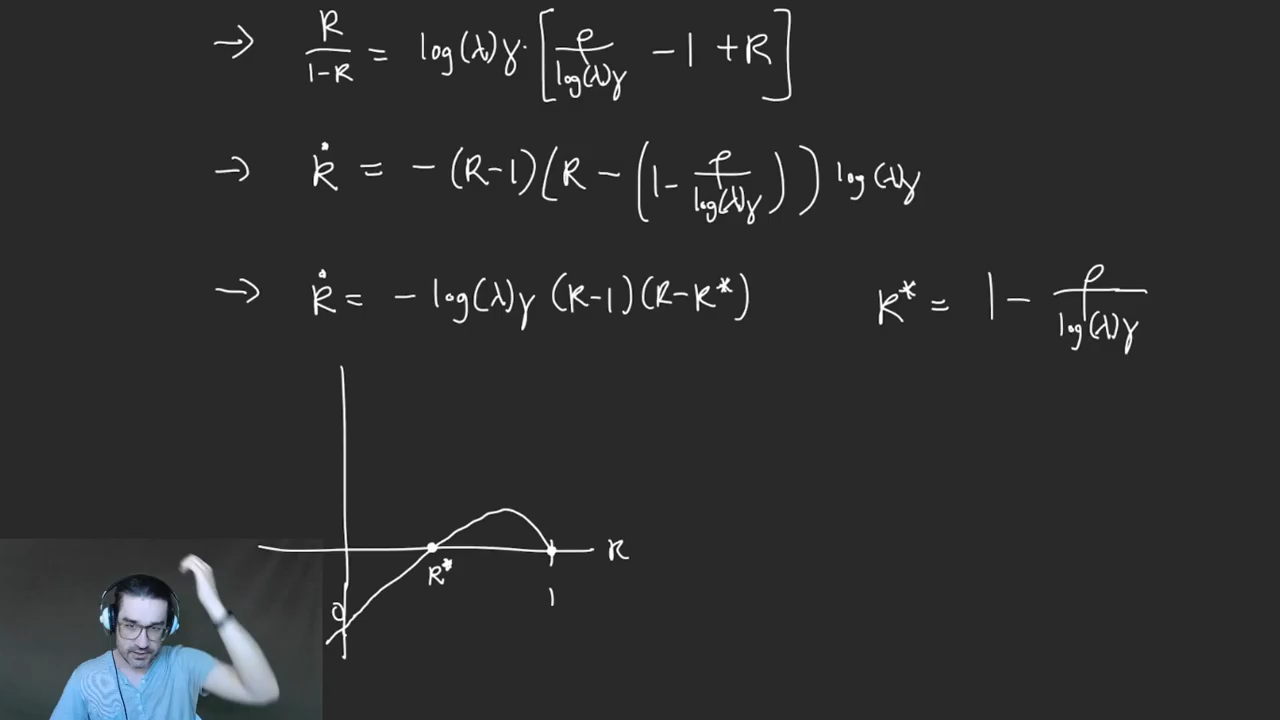 → R/(1-R) = log(λ)γ · [ρ/(log(λ)γ) - 1 + R]
→ Ṙ = - (R-1)(R - (1 - ρ/(log(λ)γ))) log(λ)γ
→ Ṙ = - log(λ)γ (R-1)(R-R*) R* = 1 - ρ/(log(λ)γ)
R
R*
1
0